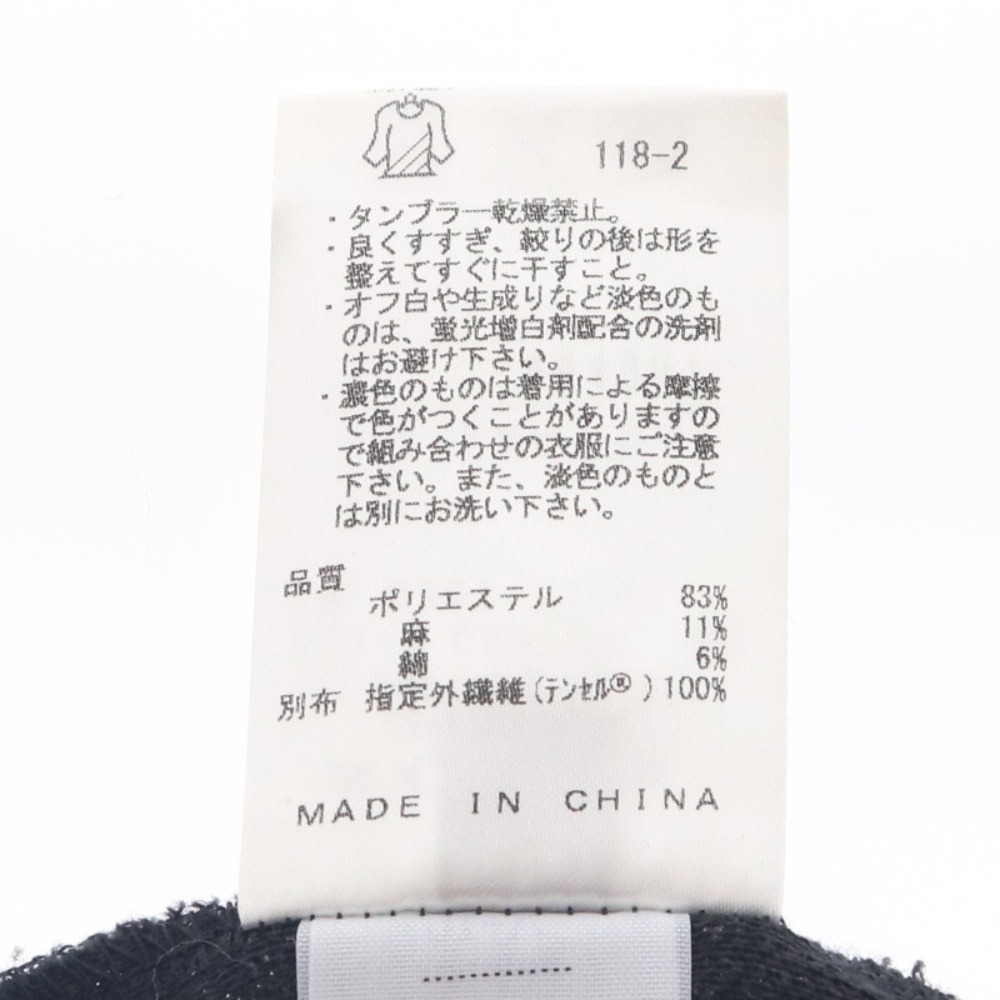 118-2
・タンブラー乾燥禁止。
・良くすすぎ、絞りの後は形を
整えてすぐに干すこと。
・オフ白や生成りなど淡色のも
のは、蛍光増白剤配合の洗剤
はお避け下さい。
・濃色のものは着用による摩擦
で色がつくことがありますの
で組み合わせの衣服にご注意
下さい。また、淡色のものと
は別にお洗い下さい。
品質
ポリエステル 83%
麻 11%
綿 6%
別布 指定外繊維(テンセル®)100%
MADE IN CHINA